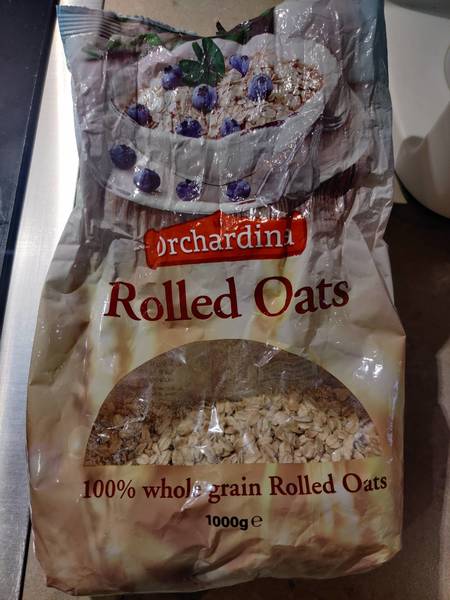 Orchardina
Rolled Oats
100% whole grain Rolled Oats
1000g℮